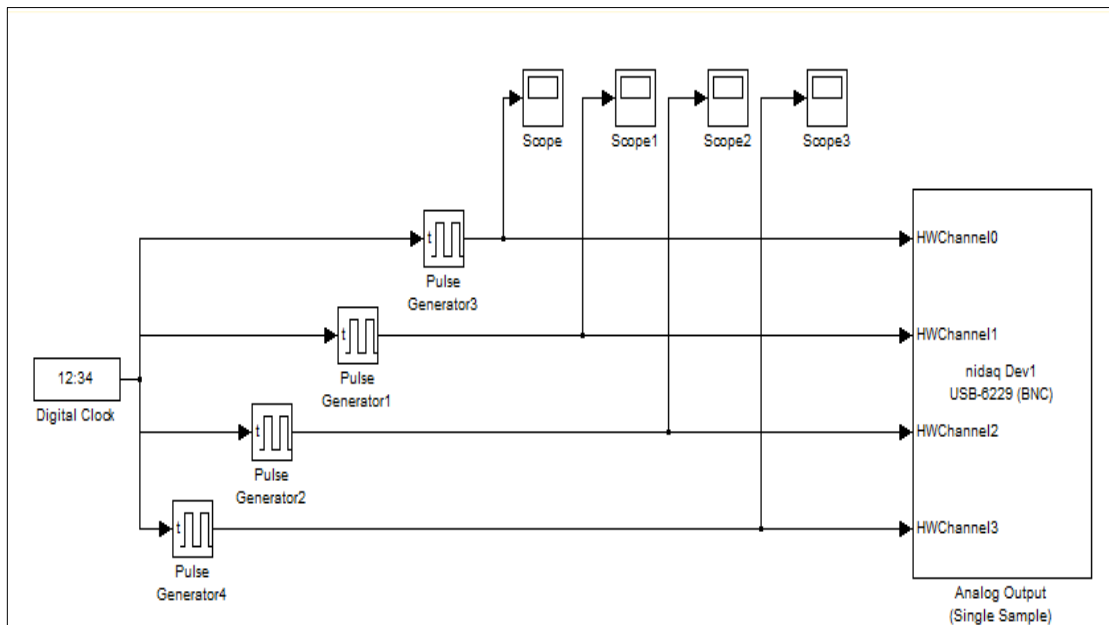 Scope
Scope1
Scope2
Scope3
t
Pulse
Generator3
HWChannel0
t
Pulse
Generator1
HWChannel1
12:34
Digital Clock
nidaq Dev1
USB-6229 (BNC)
t
Pulse
Generator2
HWChannel2
t
Pulse
Generator4
HWChannel3
Analog Output
(Single Sample)